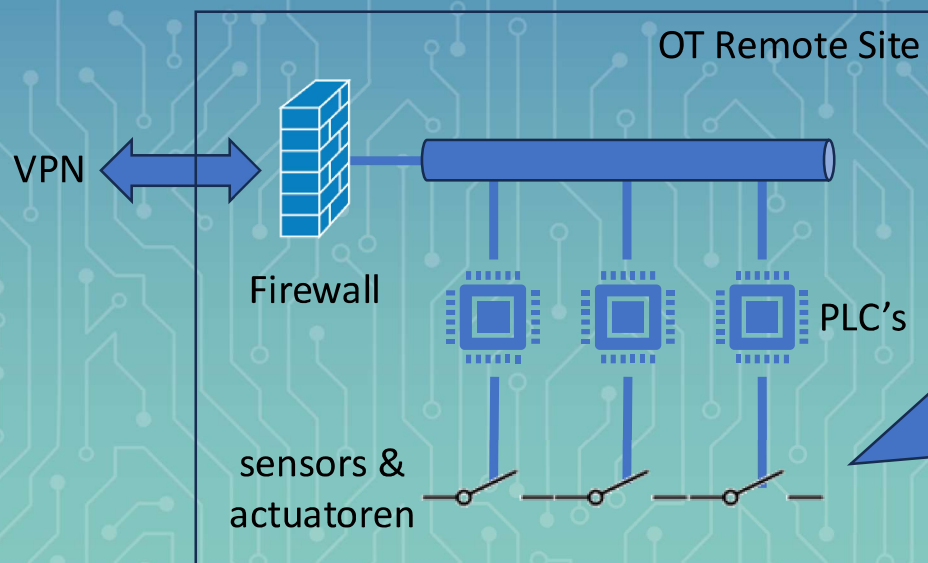 OT Remote Site
VPN
Firewall
PLC's
sensors &
actuatoren